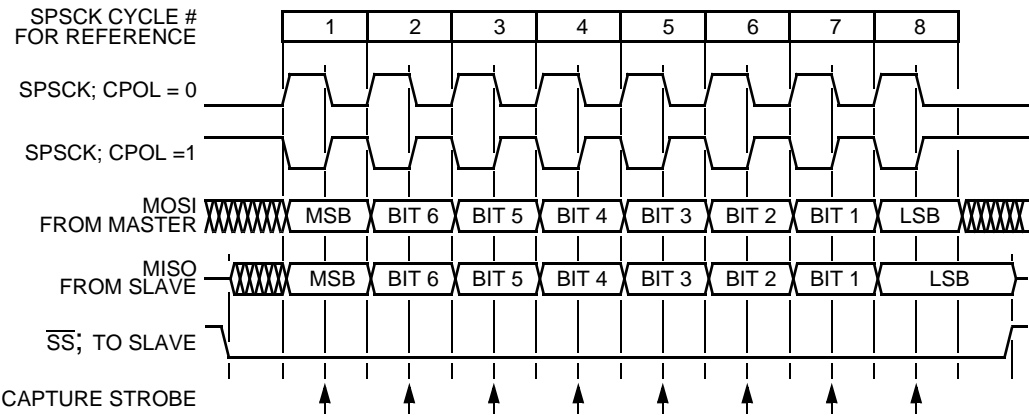 SPSCK CYCLE #
FOR REFERENCE
1 2 3 4 5 6 7 8
SPSCK; CPOL = 0
SPSCK; CPOL =1
MOSI
FROM MASTER
MSB BIT 6 BIT 5 BIT 4 BIT 3 BIT 2 BIT 1 LSB
MISO
FROM SLAVE
MSB BIT 6 BIT 5 BIT 4 BIT 3 BIT 2 BIT 1 LSB
S̅S̅; TO SLAVE
CAPTURE STROBE